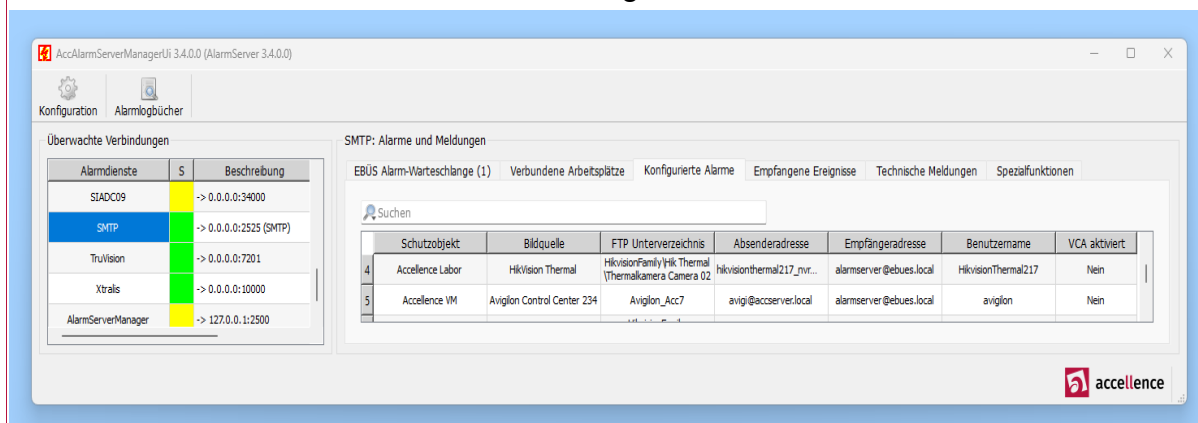 AccAlarmServerManagerUi 3.4.0.0 (AlarmServer 3.4.0.0)
Konfiguration Alarmlogbücher
Überwachte Verbindungen
Alarmdienste S Beschreibung
SIADC09 -> 0.0.0.0:34000
SMTP -> 0.0.0.0:2525 (SMTP)
TruVision -> 0.0.0.0:7201
Xtralis -> 0.0.0.0:10000
AlarmServerManager -> 127.0.0.1:2500
SMTP: Alarme und Meldungen
EBÜS Alarm-Warteschlange (1) Verbundene Arbeitsplätze Konfigurierte Alarme Empfangene Ereignisse Technische Meldungen Spezialfunktionen
Suchen
Schutzobjekt Bildquelle FTP Unterverzeichnis Absenderadresse Empfängeradresse Benutzername VCA aktiviert
4 Accellence Labor HikVision Thermal HikvisionFamily\Hik Thermal
\Thermalkamera Camera 02 hikvisionthermal217_nvr... alarmserver@ebues.local HikvisionThermal217 Nein
5 Accellence VM Avigilon Control Center 234 Avigilon_Acc7 avigi@accserver.local alarmserver@ebues.local avigilon Nein
accellence